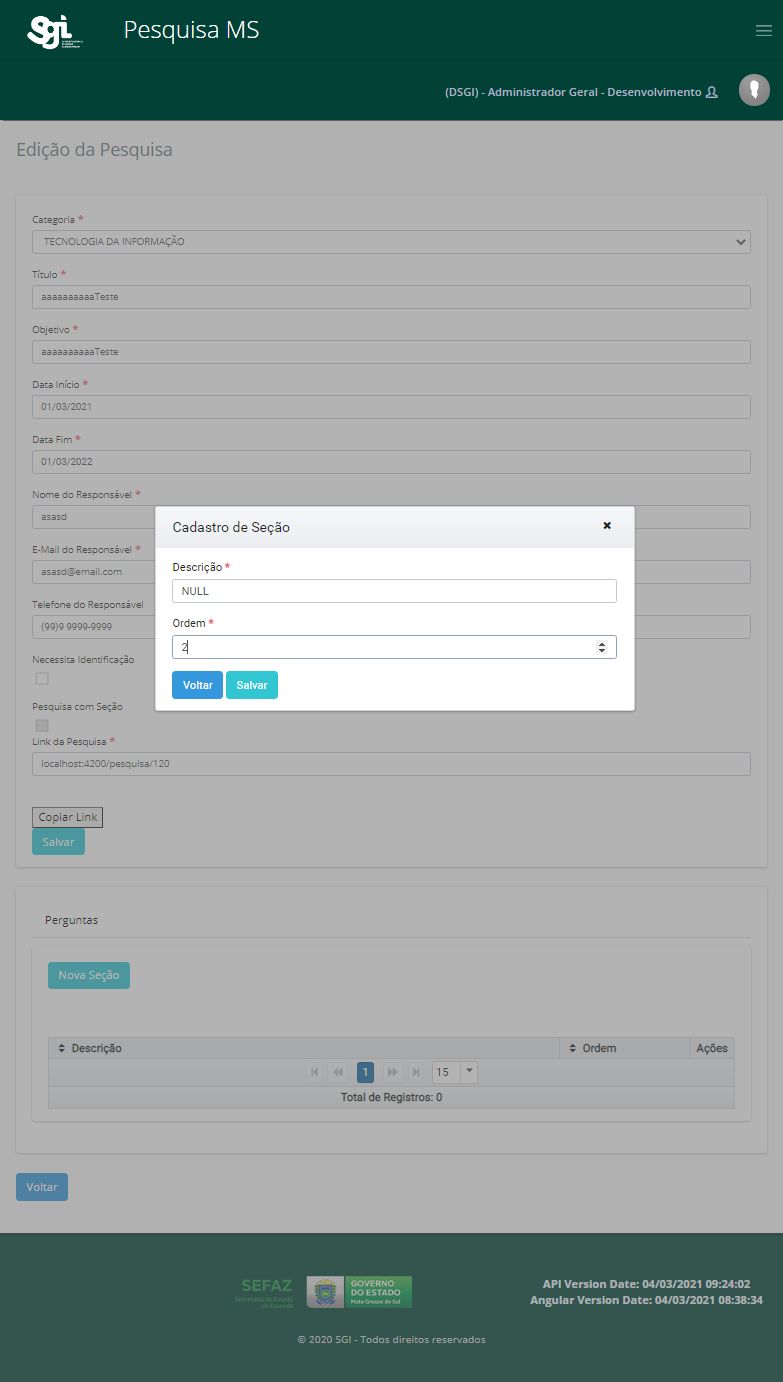 Sgi
Pesquisa MS
(DSGI) - Administrador Geral - Desenvolvimento
Edição da Pesquisa
Categoria *
TECNOLOGIA DA INFORMAÇÃO
Título *
aaaaaaaaaaTeste
Objetivo *
aaaaaaaaaaTeste
Data Início *
01/03/2021
Data Fim *
01/03/2022
Nome do Responsável *
asasd
E-Mail do Responsável *
asasd@email.com
Telefone do Responsável
(99)9 9999-9999
Necessita Identificação
Pesquisa com Seção
Link da Pesquisa *
localhost:4200/pesquisa/120
Copiar Link
Salvar
Cadastro de Seção
Descrição *
NULL
Ordem *
2
Voltar Salvar
Perguntas
Nova Seção
Descrição Ordem Ações
1 15
Total de Registros: 0
Voltar
SEFAZ
Secretaria de Estado
de Fazenda
GOVERNO
DO ESTADO
Mato Grosso do Sul
API Version Date: 04/03/2021 09:24:02
Angular Version Date: 04/03/2021 08:38:34
© 2020 SGI - Todos direitos reservados